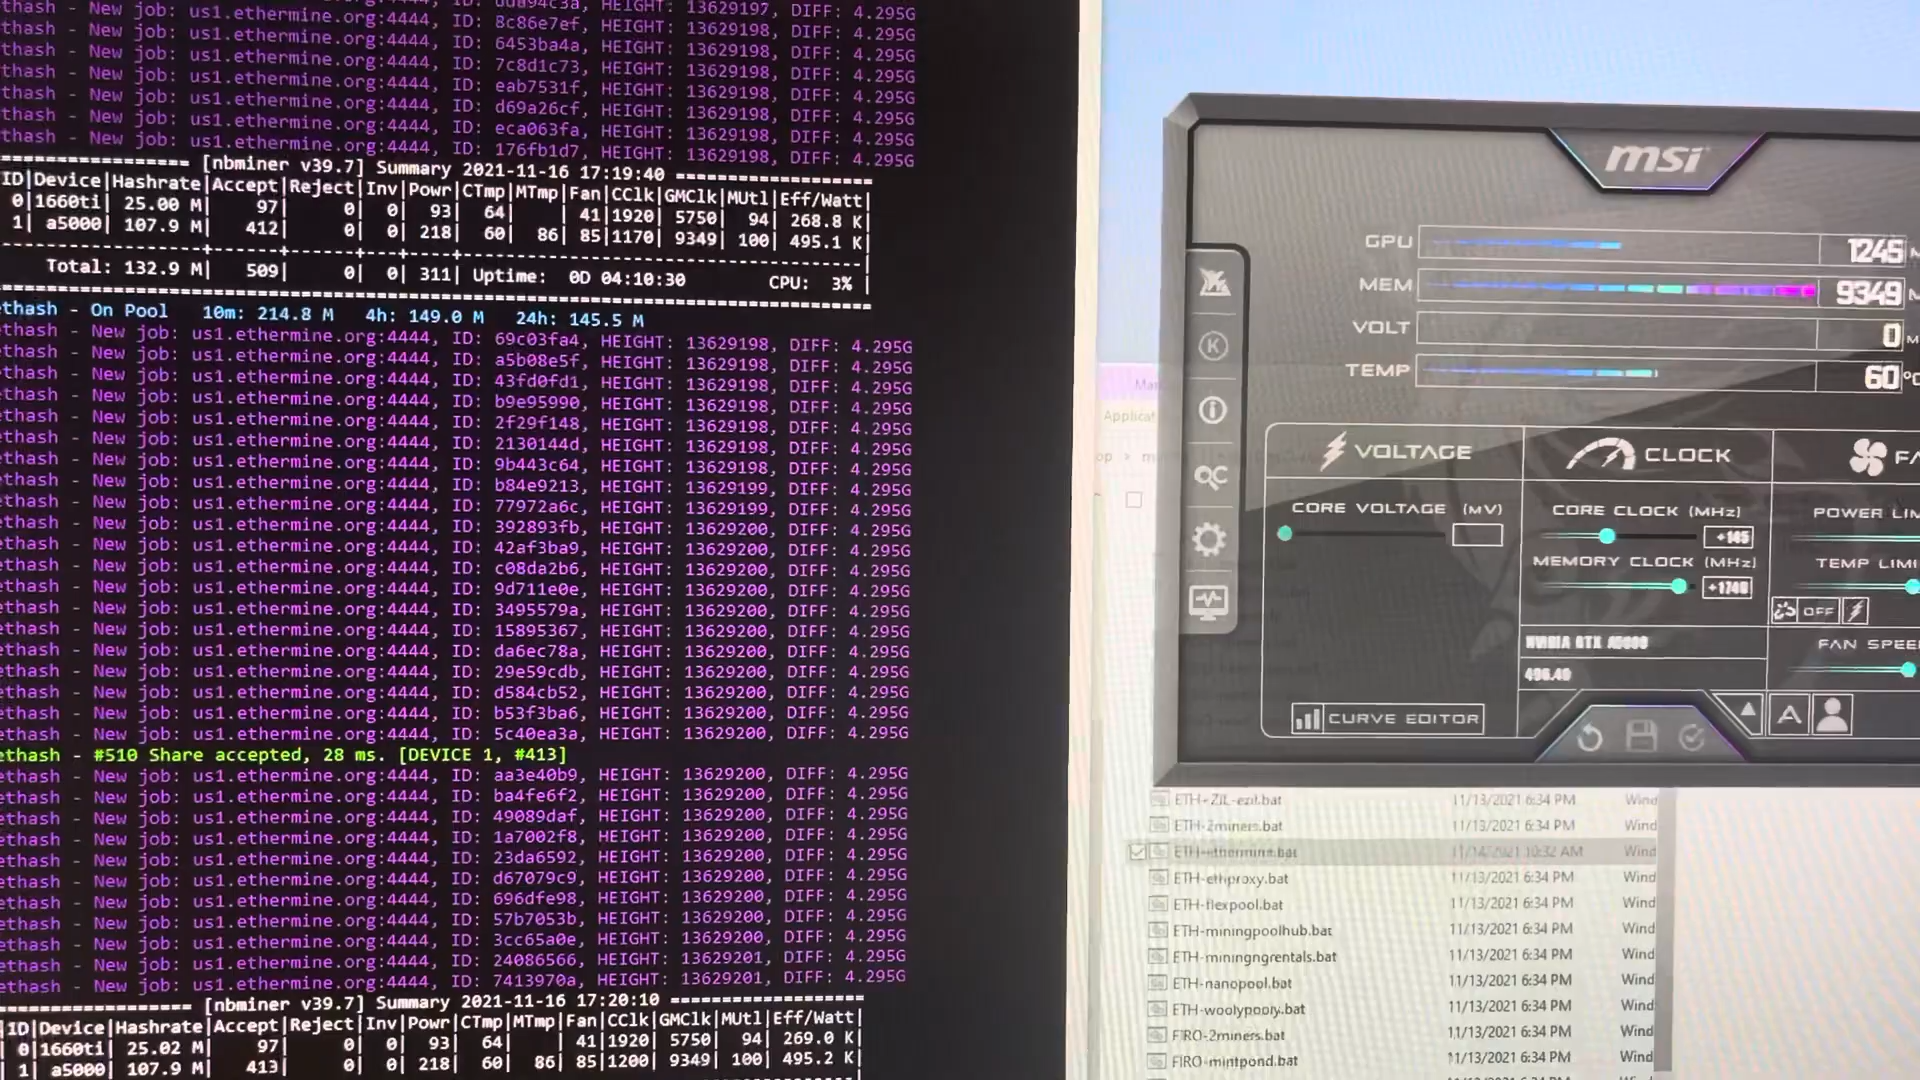 thash - New job: us1.ethermine.org:4444, ID: 8c86e7ef, HEIGHT: 13629197, DIFF: 4.295G
thash - New job: us1.ethermine.org:4444, ID: 6453ba4a, HEIGHT: 13629198, DIFF: 4.295G
thash - New job: us1.ethermine.org:4444, ID: 7c8d1c73, HEIGHT: 13629198, DIFF: 4.295G
thash - New job: us1.ethermine.org:4444, ID: eab7531f, HEIGHT: 13629198, DIFF: 4.295G
thash - New job: us1.ethermine.org:4444, ID: d69a26cf, HEIGHT: 13629198, DIFF: 4.295G
thash - New job: us1.ethermine.org:4444, ID: eca063fa, HEIGHT: 13629198, DIFF: 4.295G
thash - New job: us1.ethermine.org:4444, ID: 176fb1d7, HEIGHT: 13629198, DIFF: 4.295G
[nbminer v39.7] Summary 2021-11-16 17:19:40
ID|Device|Hashrate|Accept|Reject|Inv|Powr|CTmp|MTmp|Fan|CClk|GMClk|MUtl|Eff/Watt|
0|1660ti| 25.00 M| 97| 0| 0| 93| 64| | 41|1920| 5750| 94| 268.8 K|
1| a5000| 107.9 M| 412| 0| 0| 218| 60| 86| 85|1170| 9349| 100| 495.1 K|
Total: 132.9 M| 509| 0| 0| 311| Uptime: 0D 04:10:30 CPU: 3% |
ethash - On Pool 10m: 214.8 M 4h: 149.0 M 24h: 145.5 M
ethash - New job: us1.ethermine.org:4444, ID: 69c03fa4, HEIGHT: 13629198, DIFF: 4.295G
ethash - New job: us1.ethermine.org:4444, ID: a5b08e5f, HEIGHT: 13629198, DIFF: 4.295G
ethash - New job: us1.ethermine.org:4444, ID: 43fd0fd1, HEIGHT: 13629198, DIFF: 4.295G
ethash - New job: us1.ethermine.org:4444, ID: b9e95990, HEIGHT: 13629198, DIFF: 4.295G
ethash - New job: us1.ethermine.org:4444, ID: 2f29f148, HEIGHT: 13629198, DIFF: 4.295G
ethash - New job: us1.ethermine.org:4444, ID: 2130144d, HEIGHT: 13629198, DIFF: 4.295G
ethash - New job: us1.ethermine.org:4444, ID: 9b443c64, HEIGHT: 13629198, DIFF: 4.295G
ethash - New job: us1.ethermine.org:4444, ID: b84e9213, HEIGHT: 13629199, DIFF: 4.295G
ethash - New job: us1.ethermine.org:4444, ID: 77972a6c, HEIGHT: 13629199, DIFF: 4.295G
ethash - New job: us1.ethermine.org:4444, ID: 392893fb, HEIGHT: 13629200, DIFF: 4.295G
ethash - New job: us1.ethermine.org:4444, ID: 42af3ba9, HEIGHT: 13629200, DIFF: 4.295G
ethash - New job: us1.ethermine.org:4444, ID: c08da2b6, HEIGHT: 13629200, DIFF: 4.295G
ethash - New job: us1.ethermine.org:4444, ID: 9d711e0e, HEIGHT: 13629200, DIFF: 4.295G
ethash - New job: us1.ethermine.org:4444, ID: 3495579a, HEIGHT: 13629200, DIFF: 4.295G
ethash - New job: us1.ethermine.org:4444, ID: 15895367, HEIGHT: 13629200, DIFF: 4.295G
ethash - New job: us1.ethermine.org:4444, ID: da6ec78a, HEIGHT: 13629200, DIFF: 4.295G
ethash - New job: us1.ethermine.org:4444, ID: 29e59cdb, HEIGHT: 13629200, DIFF: 4.295G
ethash - New job: us1.ethermine.org:4444, ID: d584cb52, HEIGHT: 13629200, DIFF: 4.295G
ethash - New job: us1.ethermine.org:4444, ID: b53f3ba6, HEIGHT: 13629200, DIFF: 4.295G
ethash - New job: us1.ethermine.org:4444, ID: 5c40ea3a, HEIGHT: 13629200, DIFF: 4.295G
ethash - #510 Share accepted, 28 ms. [DEVICE 1, #413]
ethash - New job: us1.ethermine.org:4444, ID: aa3e40b9, HEIGHT: 13629200, DIFF: 4.295G
ethash - New job: us1.ethermine.org:4444, ID: ba4fe6f2, HEIGHT: 13629200, DIFF: 4.295G
ethash - New job: us1.ethermine.org:4444, ID: 49089daf, HEIGHT: 13629200, DIFF: 4.295G
ethash - New job: us1.ethermine.org:4444, ID: 1a7002f8, HEIGHT: 13629200, DIFF: 4.295G
ethash - New job: us1.ethermine.org:4444, ID: 23da6592, HEIGHT: 13629200, DIFF: 4.295G
ethash - New job: us1.ethermine.org:4444, ID: d67079c9, HEIGHT: 13629200, DIFF: 4.295G
ethash - New job: us1.ethermine.org:4444, ID: 696dfe98, HEIGHT: 13629200, DIFF: 4.295G
ethash - New job: us1.ethermine.org:4444, ID: 57b7053b, HEIGHT: 13629200, DIFF: 4.295G
ethash - New job: us1.ethermine.org:4444, ID: 3cc65a0e, HEIGHT: 13629200, DIFF: 4.295G
ethash - New job: us1.ethermine.org:4444, ID: 24086566, HEIGHT: 13629201, DIFF: 4.295G
ethash - New job: us1.ethermine.org:4444, ID: 7413970a, HEIGHT: 13629201, DIFF: 4.295G
[nbminer v39.7] Summary 2021-11-16 17:20:10
|ID|Device|Hashrate|Accept|Reject|Inv|Powr|CTmp|MTmp|Fan|CClk|GMClk|MUtl|Eff/Watt|
| 0|1660ti| 25.02 M| 97| 0| 0| 93| 64| | 41|1920| 5750| 94| 269.0 K|
| 1| a5000| 107.9 M| 413| 0| 0| 218| 60| 86| 85|1200| 9349| 100| 495.2 K|
msi
GPU 1245
MEM 9349
VOLT 0
TEMP 60 °C
VOLTAGE
CLOCK
FA
CORE VOLTAGE (MV)
CORE CLOCK (MHz) +145
MEMORY CLOCK (MHz) +1740
POWER LIM
TEMP LIMI
OFF
NVIDIA RTX A5000
496.49
FAN SPEE
CURVE EDITOR
A
Applicat
ETH+ZIL-ezil.bat 11/13/2021 6:34 PM Wind
ETH-2miners.bat 11/13/2021 6:34 PM Wind
ETH-ethermine.bat 11/14/2021 10:32 AM Wind
ETH-ethproxy.bat 11/13/2021 6:34 PM Wind
ETH-flexpool.bat 11/13/2021 6:34 PM Wind
ETH-miningpoolhub.bat 11/13/2021 6:34 PM Wind
ETH-miningngrentals.bat 11/13/2021 6:34 PM Wind
ETH-nanopool.bat 11/13/2021 6:34 PM Wind
ETH-woolypooly.bat 11/13/2021 6:34 PM Wind
FIRO-2miners.bat 11/13/2021 6:34 PM Wind
FIRO-mintpond.bat 11/13/2021 6:34 PM Wind